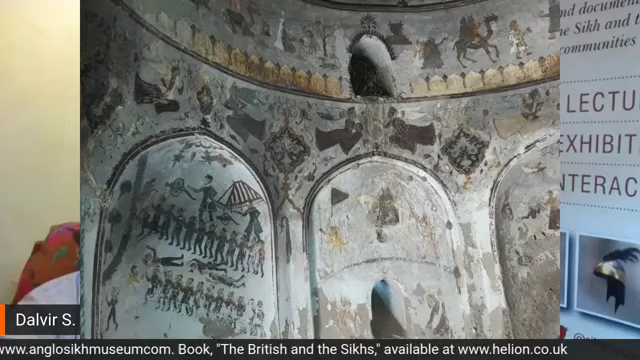 nd documen
e Sikh and
communities
LECTU
EXHIBIT
NTERAC
Dalvir S.
www.anglosikhmuseumcom. Book, "The British and the Sikhs," available at www.helion.co.uk